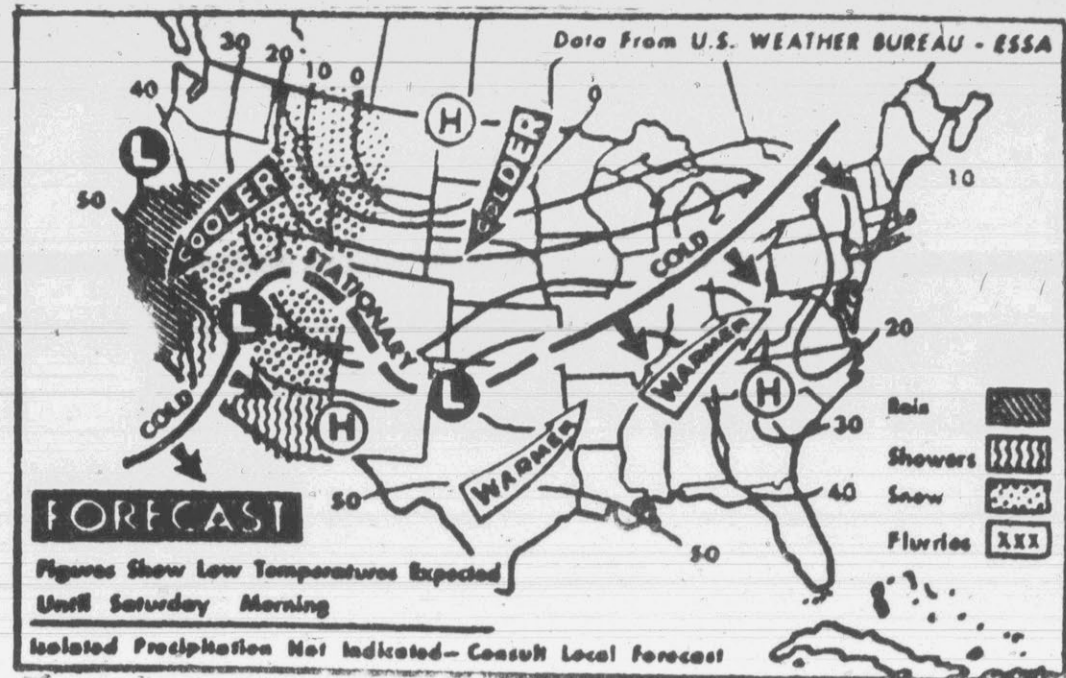 Data From U.S. WEATHER BUREAU - ESSA
30
20
10
0
40
H
COLDER
0
L
50
COOLER
10
COLD
STATIONARY
L
WARMER
20
COLD
L
H
H
WARMER
30
Rain
Showers
Snow
Flurries
XXX
50
40
50
FORECAST
Figures Show Low Temperatures Expected
Until Saturday Morning
Isolated Precipitation Not Indicated— Consult Local Forecast